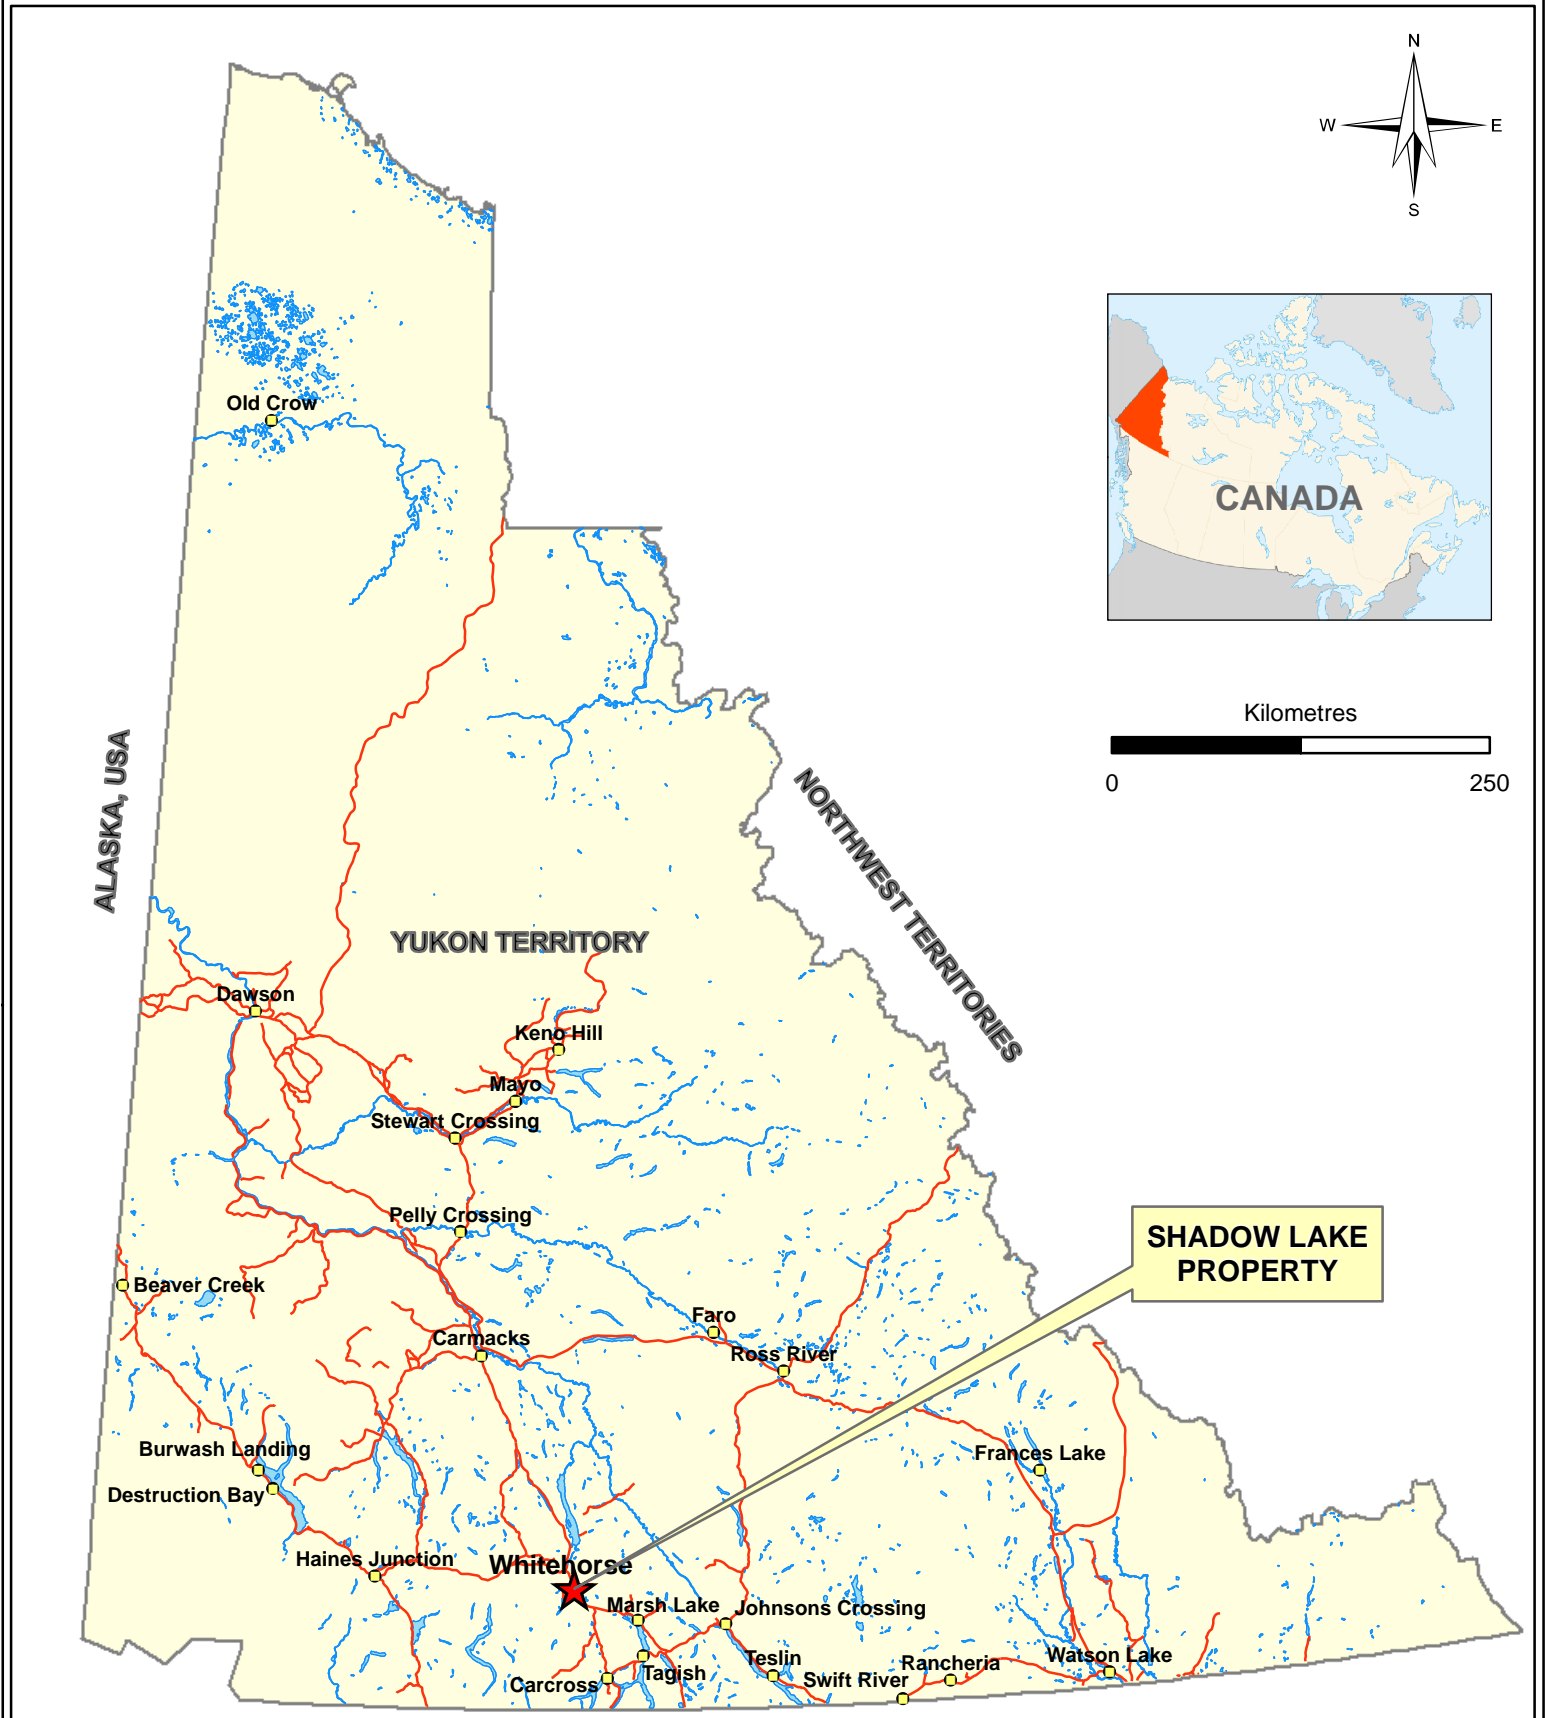 N
W E
S
CANADA
Kilometres
0 250
Old Crow
ALASKA, USA
NORTHWEST TERRITORIES
YUKON TERRITORY
Dawson
Keno Hill
Mayo
Stewart Crossing
Pelly Crossing
SHADOW LAKE
PROPERTY
Beaver Creek
Faro
Carmacks
Ross River
Burwash Landing
Frances Lake
Destruction Bay
Haines Junction
Whitehorse
Marsh Lake
Johnsons Crossing
Watson Lake
Teslin
Rancheria
Tagish
Swift River
Carcross